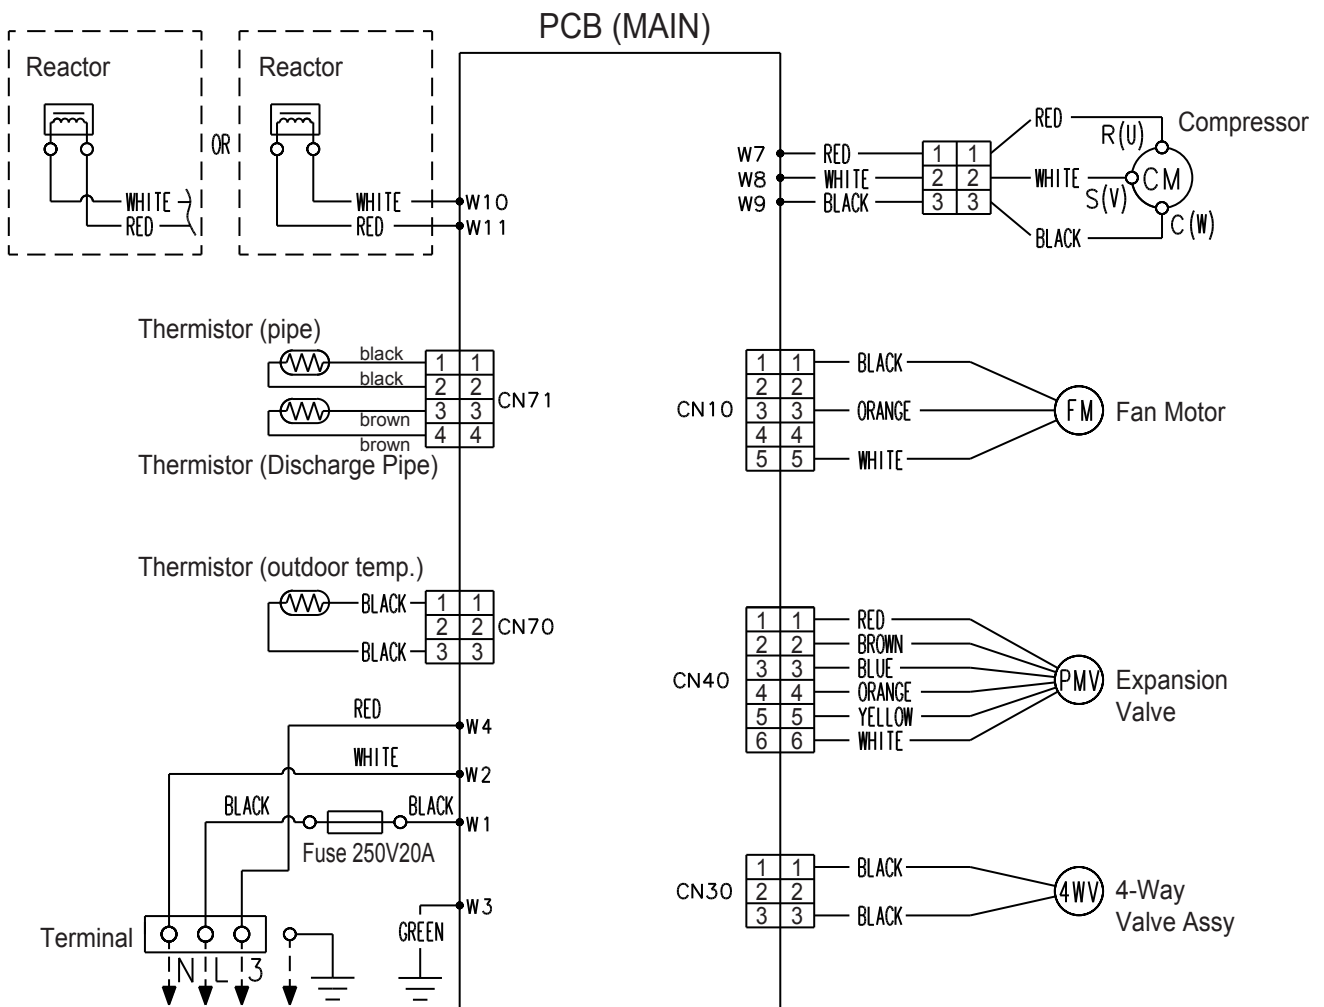 PCB (MAIN)
Reactor
WHITE
RED
OR
Reactor
WHITE
RED
W10
W11
W7 RED 1 1
W8 WHITE 2 2
W9 BLACK 3 3
RED
WHITE
BLACK
R(U)
S(V)
C(W)
CM
Compressor
Thermistor (pipe)
black 1 1
black 2 2
brown 3 3
brown 4 4
CN71
Thermistor (Discharge Pipe)
CN10
1 1 BLACK
2 2
3 3 ORANGE
4 4
5 5 WHITE
FM
Fan Motor
Thermistor (outdoor temp.)
BLACK 1 1
2 2
BLACK 3 3
CN70
CN40
1 1 RED
2 2 BROWN
3 3 BLUE
4 4 ORANGE
5 5 YELLOW
6 6 WHITE
PMV
Expansion
Valve
RED W4
WHITE W2
BLACK BLACK W1
Fuse 250V20A
W3
GREEN
Terminal
N L 3
CN30
1 1 BLACK
2 2
3 3 BLACK
4WV
4-Way
Valve Assy